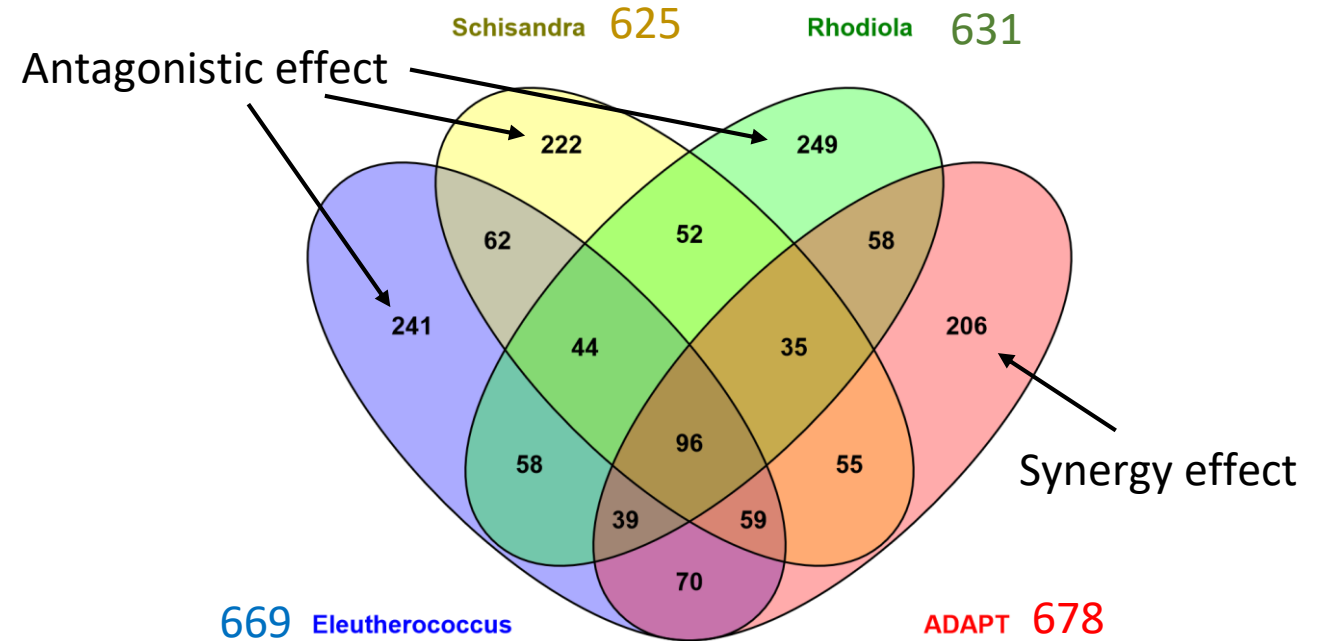 Schisandra 625 Rhodiola 631
Antagonistic effect
222 249
62 52 58
241 206
44 35
96
58 55
Synergy effect
39 59
70
669 Eleutherococcus ADAPT 678